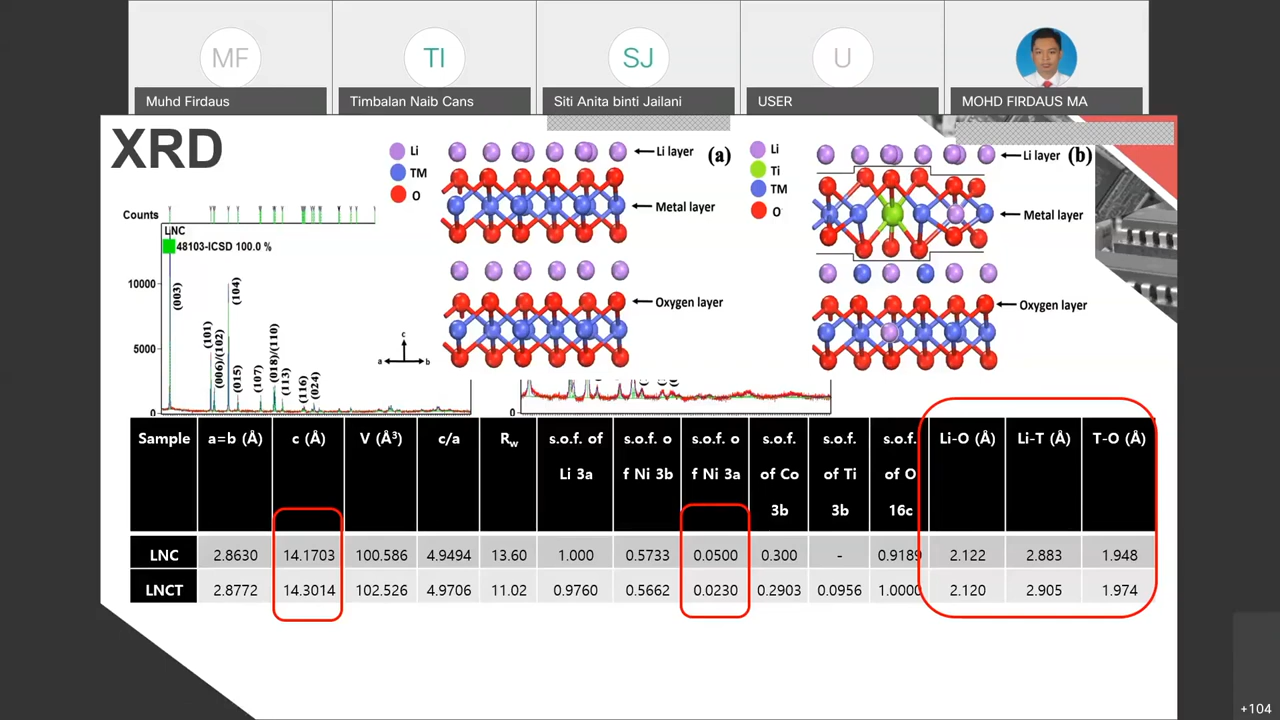 MF
TI
SJ
U
Muhd Firdaus
Timbalan Naib Cans
Siti Anita binti Jailani
USER
MOHD FIRDAUS MA
XRD
Li
TM
O
Li layer
(a)
Metal layer
Oxygen layer
Li
Ti
TM
O
Li layer
(b)
Metal layer
Oxygen layer
Counts
LNC
48103-ICSD 100.0 %
10000
5000
0
(003)
(101)
(006)/(102)
(104)
(015)
(107)
(018)/(110)
(113)
(116)
(024)
c
a
b
0
Sample a=b (Å) c (Å) V (Å³) c/a Rw s.o.f. of Li 3a s.o.f. o f Ni 3b s.o.f. o f Ni 3a s.o.f. of Co 3b s.o.f. of Ti 3b s.o.f. of O 16c Li-O (Å) Li-T (Å) T-O (Å)
LNC 2.8630 14.1703 100.586 4.9494 13.60 1.000 0.5733 0.0500 0.300 - 0.9189 2.122 2.883 1.948
LNCT 2.8772 14.3014 102.526 4.9706 11.02 0.9760 0.5662 0.0230 0.2903 0.0956 1.0000 2.120 2.905 1.974
+104